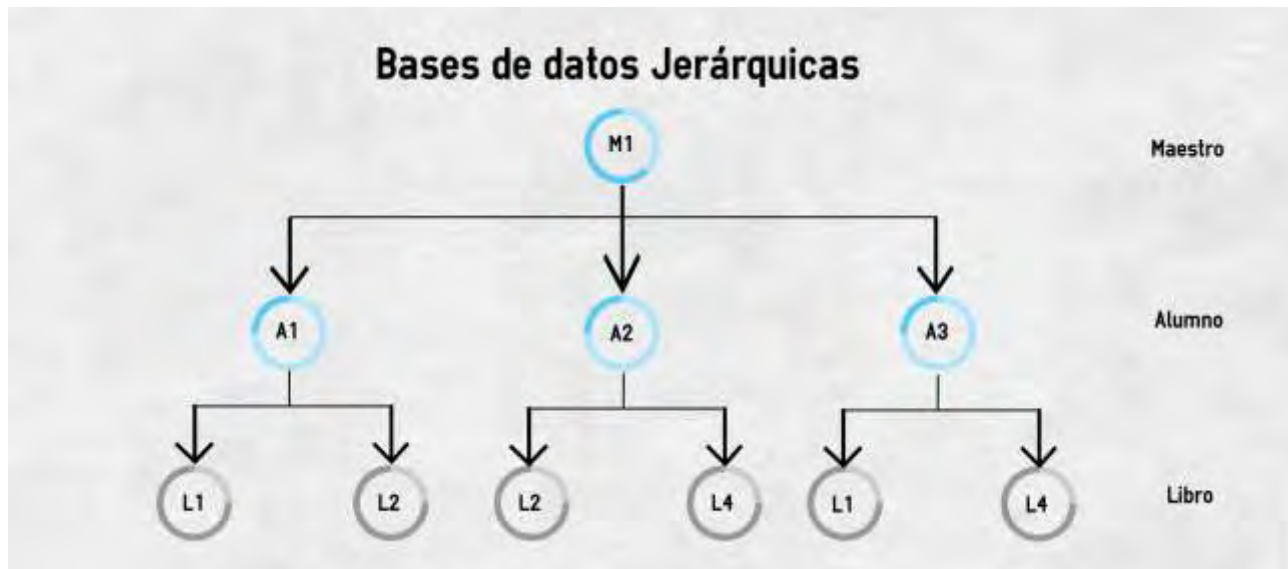 Bases de datos Jerárquicas
M1
Maestro
A1
A2
A3
Alumno
L1
L2
L2
L4
L1
L4
Libro